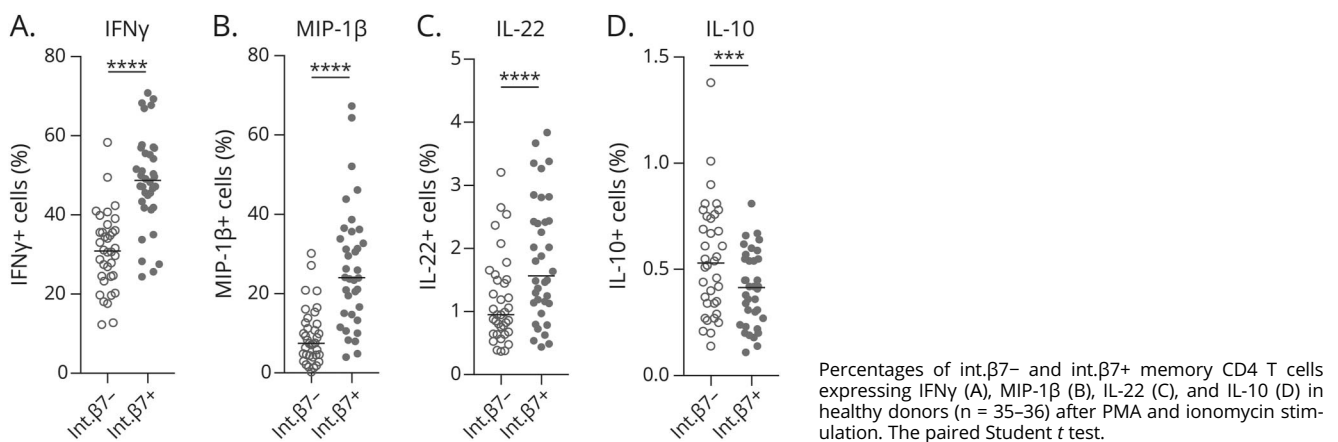 A. IFNγ
80
60
40
20
0
IFNγ+ cells (%)
****
Int.β7-
Int.β7+
B. MIP-1β
80
60
40
20
0
MIP-1β+ cells (%)
****
Int.β7-
Int.β7+
C. IL-22
5
4
3
2
1
0
IL-22+ cells (%)
****
Int.β7-
Int.β7+
D. IL-10
1.5
1.0
0.5
0.0
IL-10+ cells (%)
***
Int.β7-
Int.β7+
Percentages of int.β7− and int.β7+ memory CD4 T cells
expressing IFNγ (A), MIP-1β (B), IL-22 (C), and IL-10 (D) in
healthy donors (n = 35–36) after PMA and ionomycin stim-
ulation. The paired Student t test.